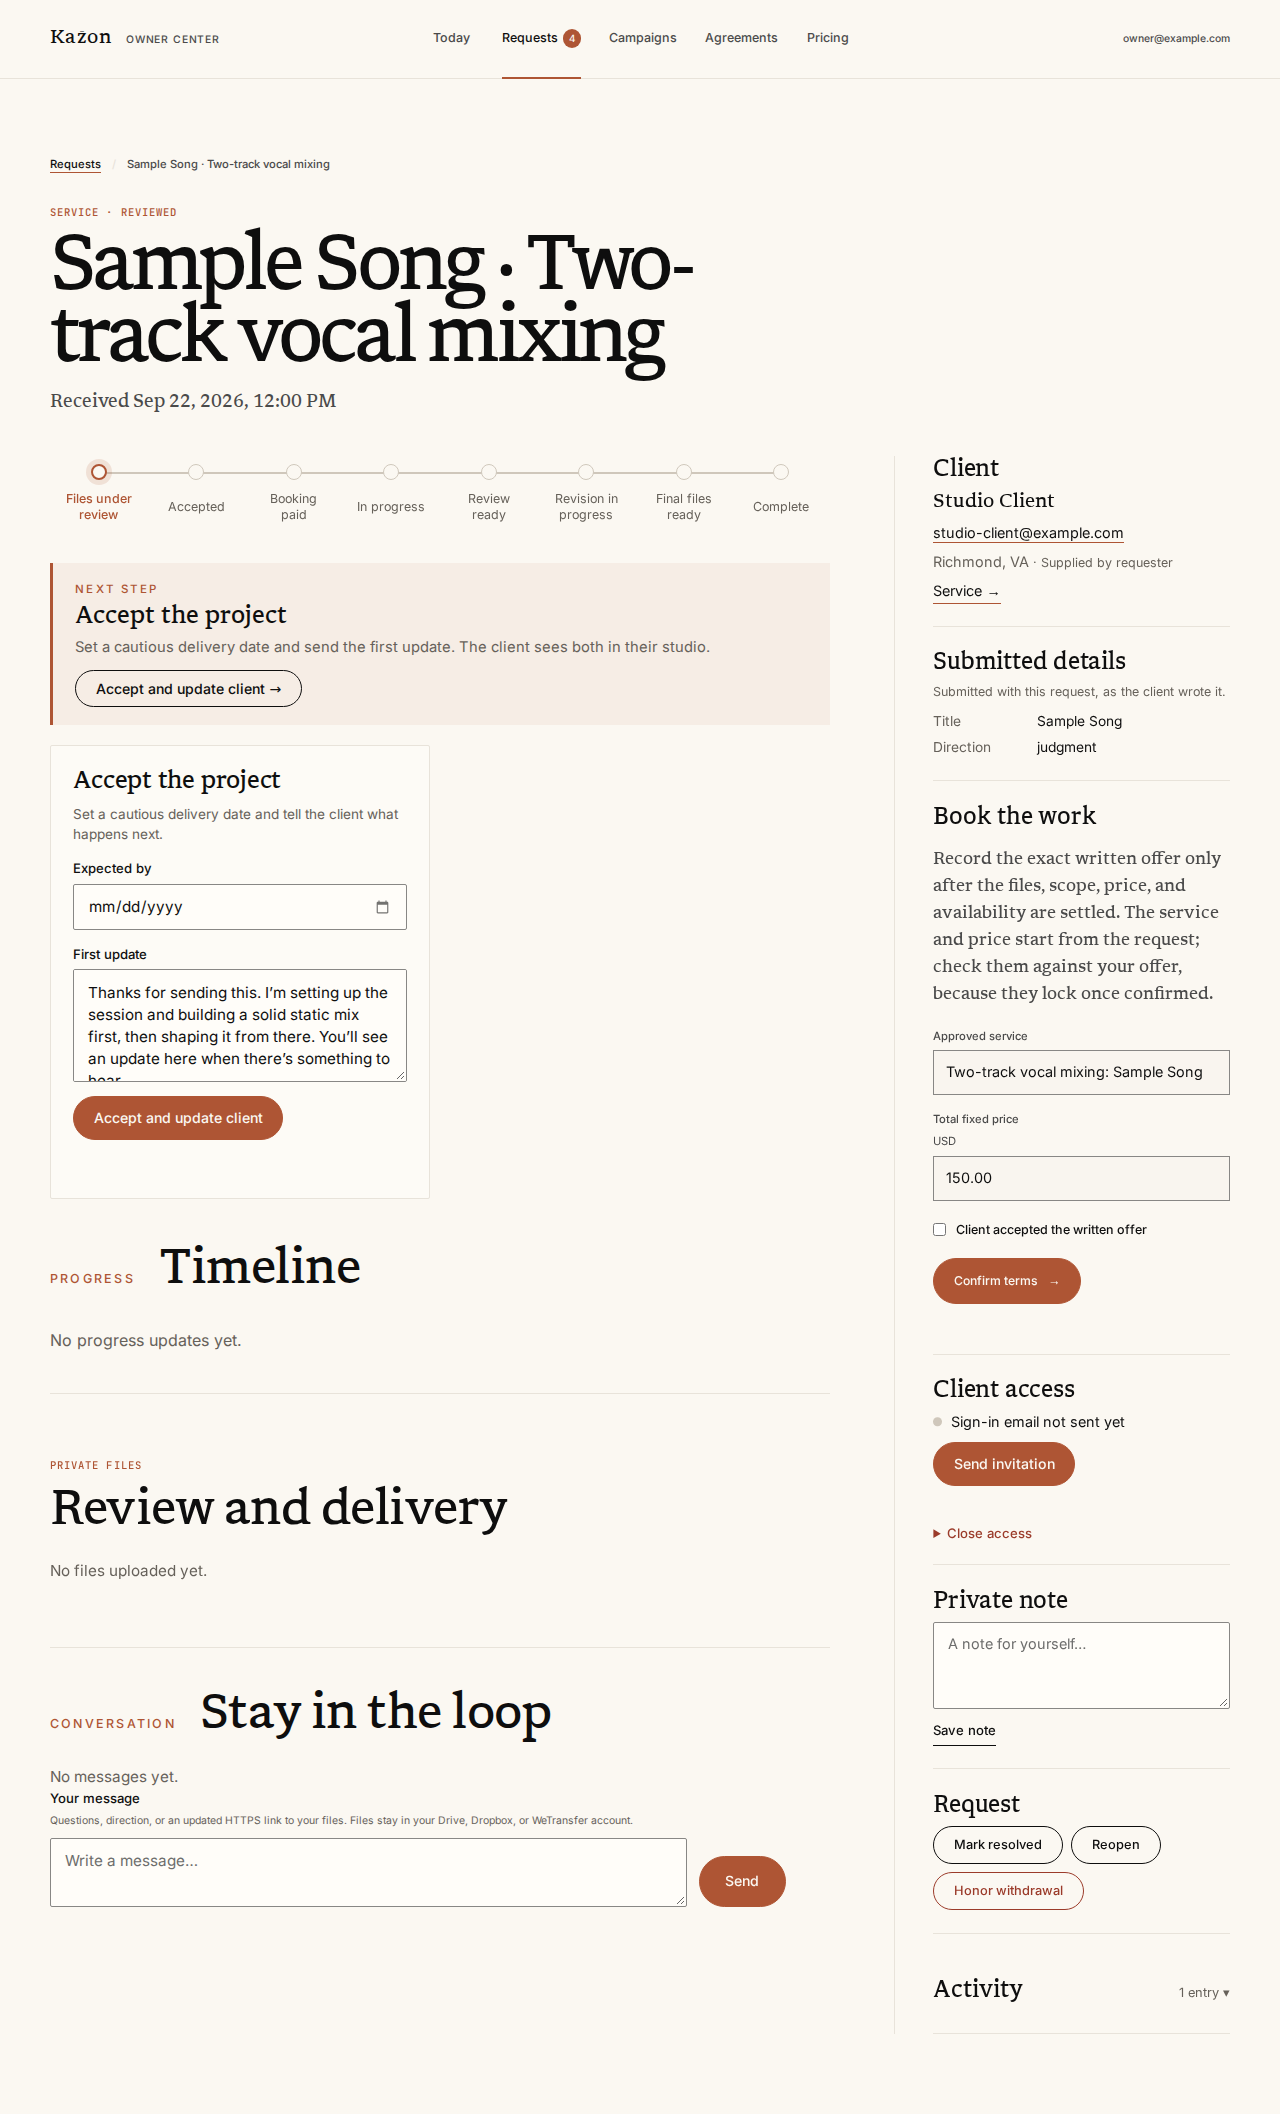 Kažon OWNER CENTER
Today Requests 4 Campaigns Agreements Pricing
owner@example.com
Requests / Sample Song · Two-track vocal mixing
SERVICE · REVIEWED
Sample Song · Two-
track vocal mixing
Received Sep 22, 2026, 12:00 PM
Files under
review
Accepted
Booking
paid
In progress
Review
ready
Revision in
progress
Final files
ready
Complete
NEXT STEP
Accept the project
Set a cautious delivery date and send the first update. The client sees both in their studio.
Accept and update client →
Accept the project
Set a cautious delivery date and tell the client what
happens next.
Expected by
mm/dd/yyyy
First update
Thanks for sending this. I’m setting up the
session and building a solid static mix
first, then shaping it from there. You’ll see
an update here when there’s something to
hear.
Accept and update client
PROGRESS Timeline
No progress updates yet.
PRIVATE FILES
Review and delivery
No files uploaded yet.
CONVERSATION Stay in the loop
No messages yet.
Your message
Questions, direction, or an updated HTTPS link to your files. Files stay in your Drive, Dropbox, or WeTransfer account.
Write a message...
Send
Client
Studio Client
studio-client@example.com
Richmond, VA · Supplied by requester
Service →
Submitted details
Submitted with this request, as the client wrote it.
Title Sample Song
Direction judgment
Book the work
Record the exact written offer only
after the files, scope, price, and
availability are settled. The service
and price start from the request;
check them against your offer,
because they lock once confirmed.
Approved service
Two-track vocal mixing: Sample Song
Total fixed price
USD
150.00
Client accepted the written offer
Confirm terms →
Client access
Sign-in email not sent yet
Send invitation
▶ Close access
Private note
A note for yourself...
Save note
Request
Mark resolved Reopen
Honor withdrawal
Activity 1 entry ▾